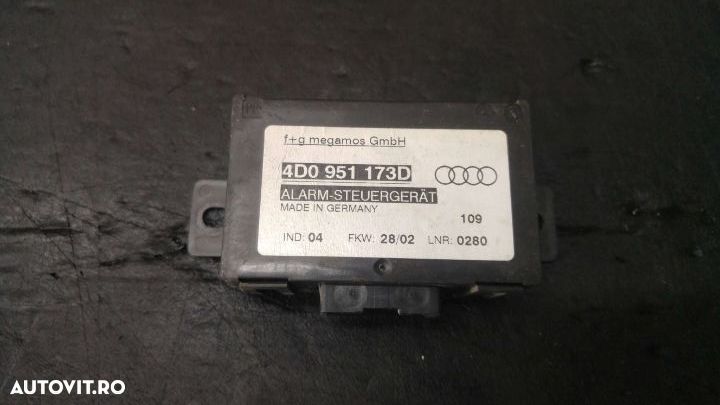 f+g megamos GmbH
4D0 951 173D
ALARM-STEUERGERÄT
MADE IN GERMANY
109
IND: 04 FKW: 28/02 LNR: 0280
AUTOVIT.RO